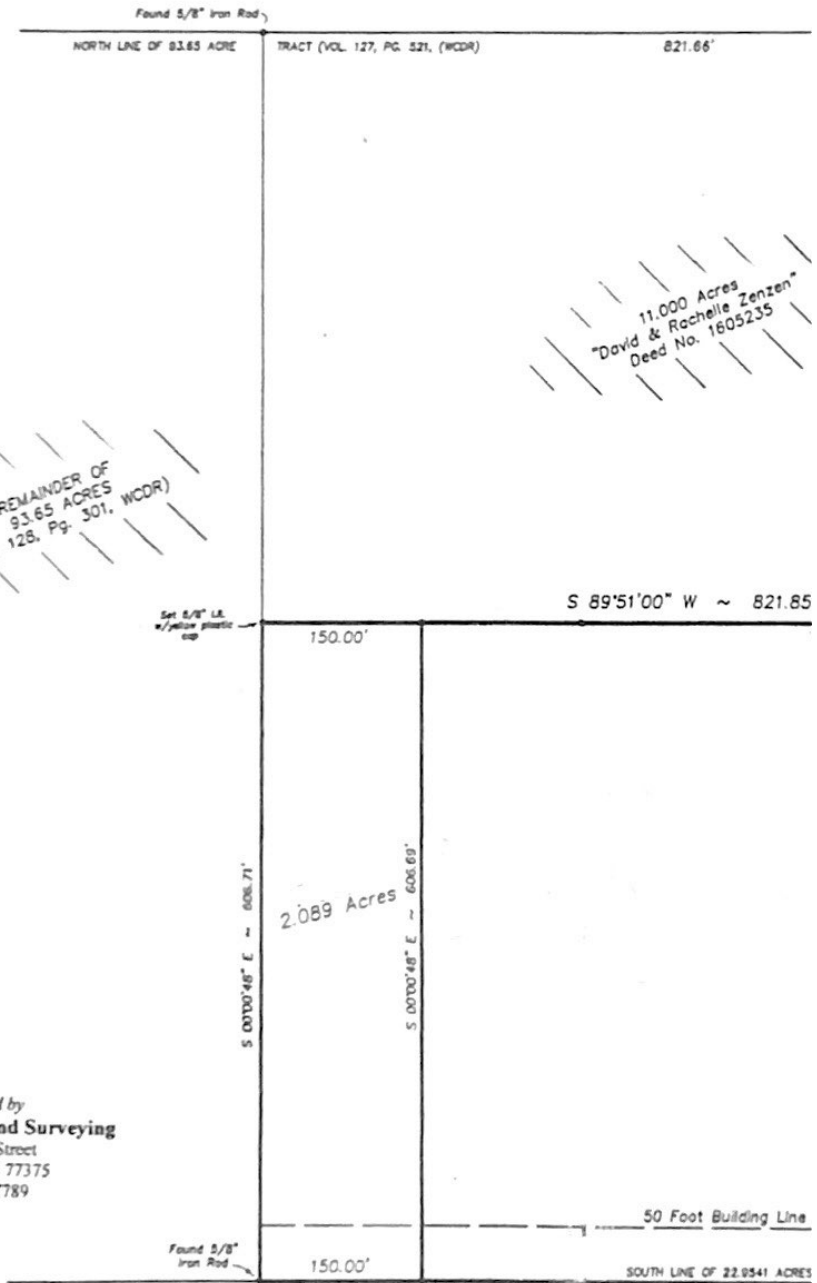 Found 5/8" Iron Rod
NORTH LINE OF 93.65 ACRE TRACT (VOL. 127, PG. 521, (WCDR) 821.66'
11.000 Acres
"David & Rachelle Zenzen"
Deed No. 1605235
REMAINDER OF
93.65 ACRES
128, Pg. 301, WCDR)
S 89°51'00" W ~ 821.85
Set 5/8" I.R.
w/yellow plastic
cap
150.00'
S 00°00'48" E ~ 606.71'
2.089 Acres
S 00°00'48" E ~ 606.69'
d by
nd Surveying
Street
77375
7789
50 Foot Building Line
Found 5/8"
Iron Rod
150.00'
SOUTH LINE OF 22.9541 ACRES